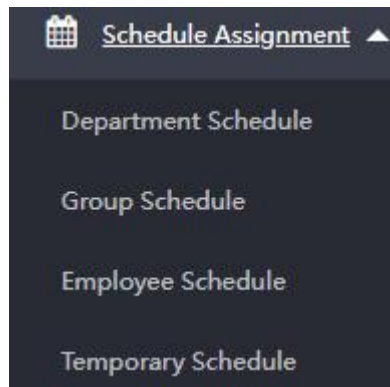 Schedule Assignment
Department Schedule
Group Schedule
Employee Schedule
Temporary Schedule